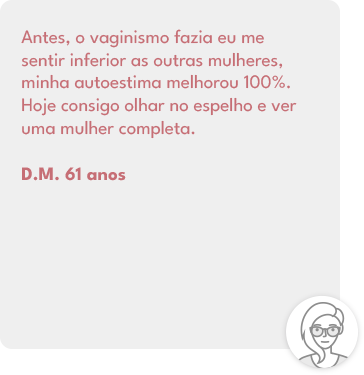 Antes, o vaginismo fazia eu me
sentir inferior as outras mulheres,
minha autoestima melhorou 100%.
Hoje consigo olhar no espelho e ver
uma mulher completa.
D.M. 61 anos